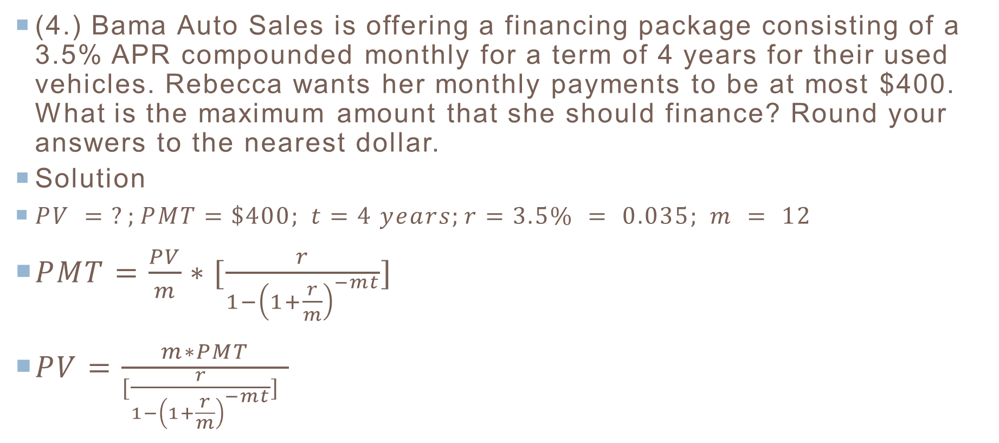 ▪ (4.) Bama Auto Sales is offering a financing package consisting of a
3.5% APR compounded monthly for a term of 4 years for their used
vehicles. Rebecca wants her monthly payments to be at most $400.
What is the maximum amount that she should finance? Round your
answers to the nearest dollar.
▪ Solution
▪ PV = ?; PMT = $400; t = 4 years; r = 3.5% = 0.035; m = 12
▪ PMT = \frac{PV}{m} * [\frac{r}{1-(1+\frac{r}{m})^{-mt}}]
▪ PV = \frac{m*PMT}{[\frac{r}{1-(1+\frac{r}{m})^{-mt}}]}